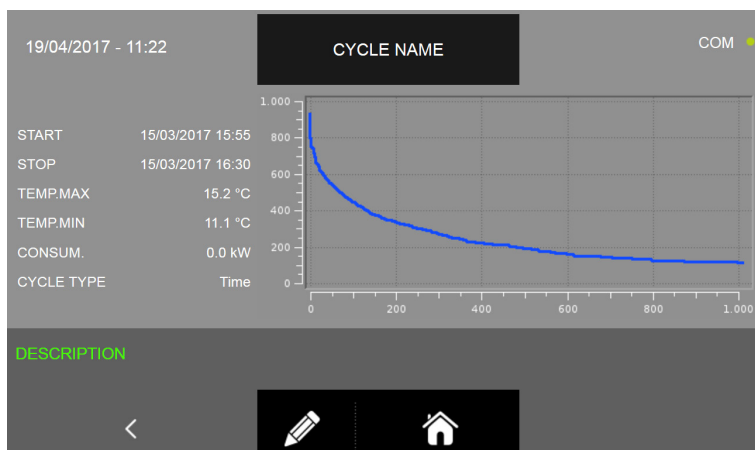 19/04/2017 - 11:22
CYCLE NAME
COM
START 15/03/2017 15:55
STOP 15/03/2017 16:30
TEMP.MAX 15.2 °C
TEMP.MIN 11.1 °C
CONSUM. 0.0 kW
CYCLE TYPE Time
1.000
800
600
400
200
0
0 200 400 600 800 1.000
DESCRIPTION